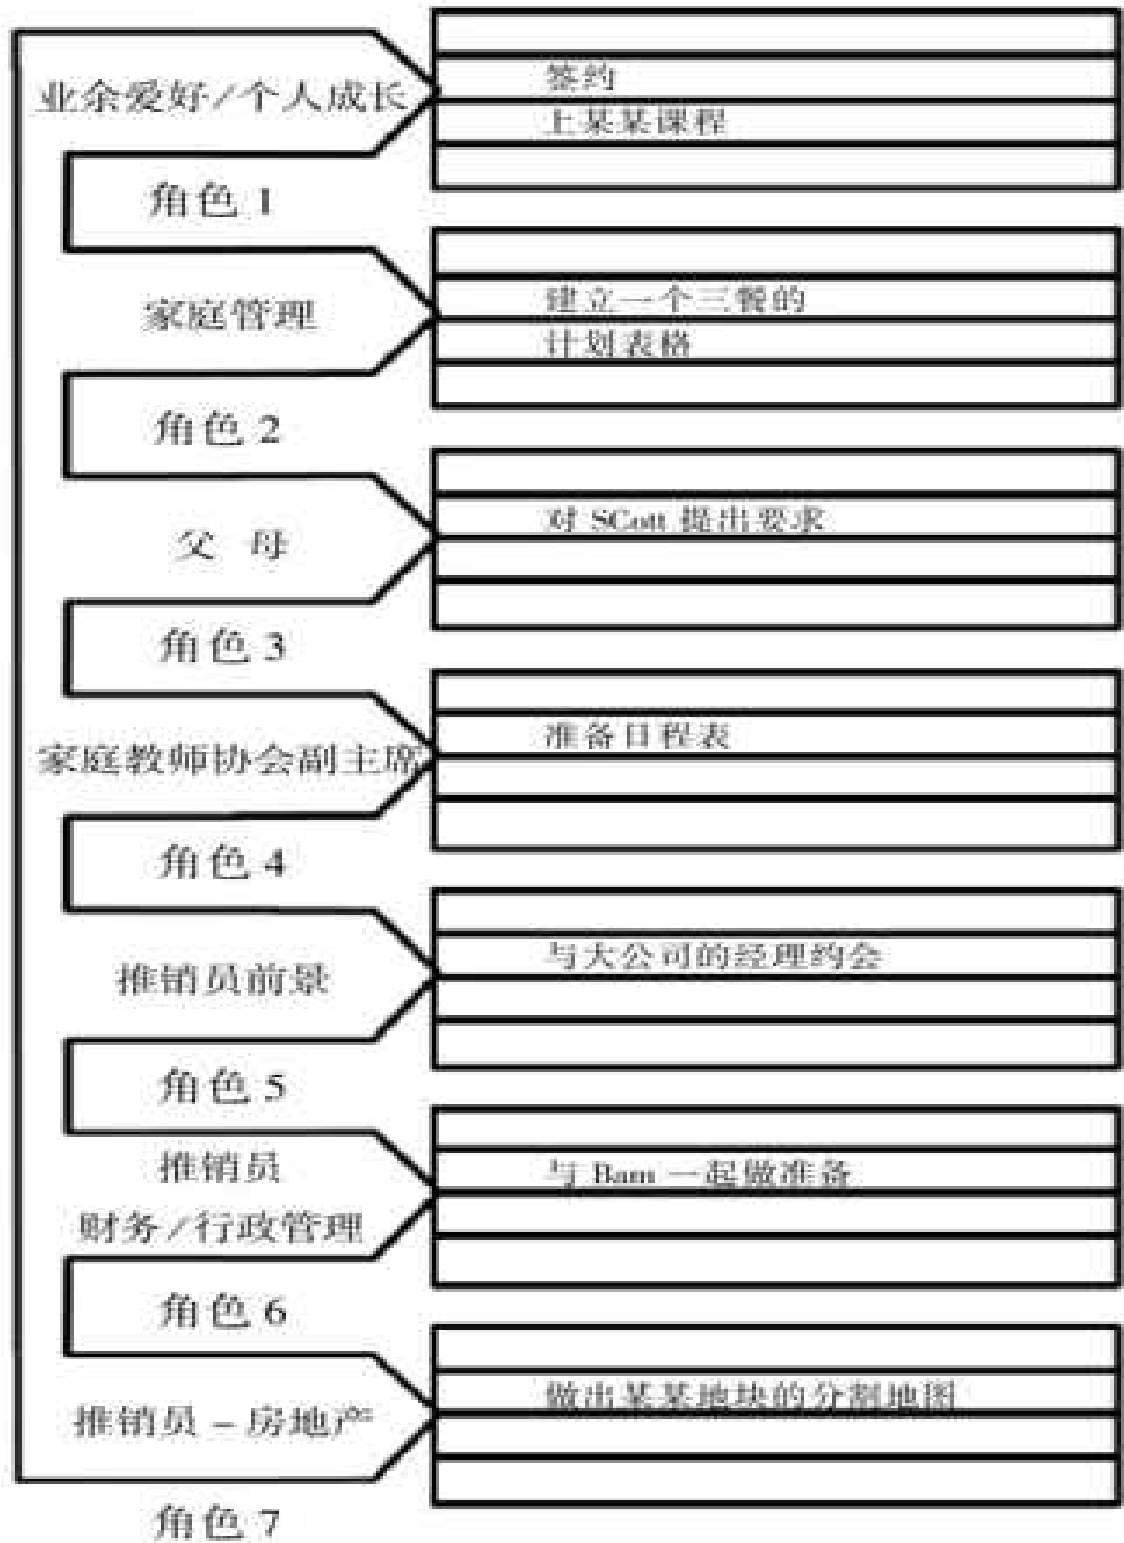 业余爱好/个人成长
签约
上某某课程
角色 1
家庭管理
建立一个三餐的
计划表格
角色 2
父 母
对 SCott 提出要求
角色 3
家庭教师协会副主席
准备日程表
角色 4
推销员前景
与大公司的经理约会
角色 5
推销员
财务/行政管理
与 Bam 一起做准备
角色 6
推销员－房地产
做出某某地块的分割地图
角色 7